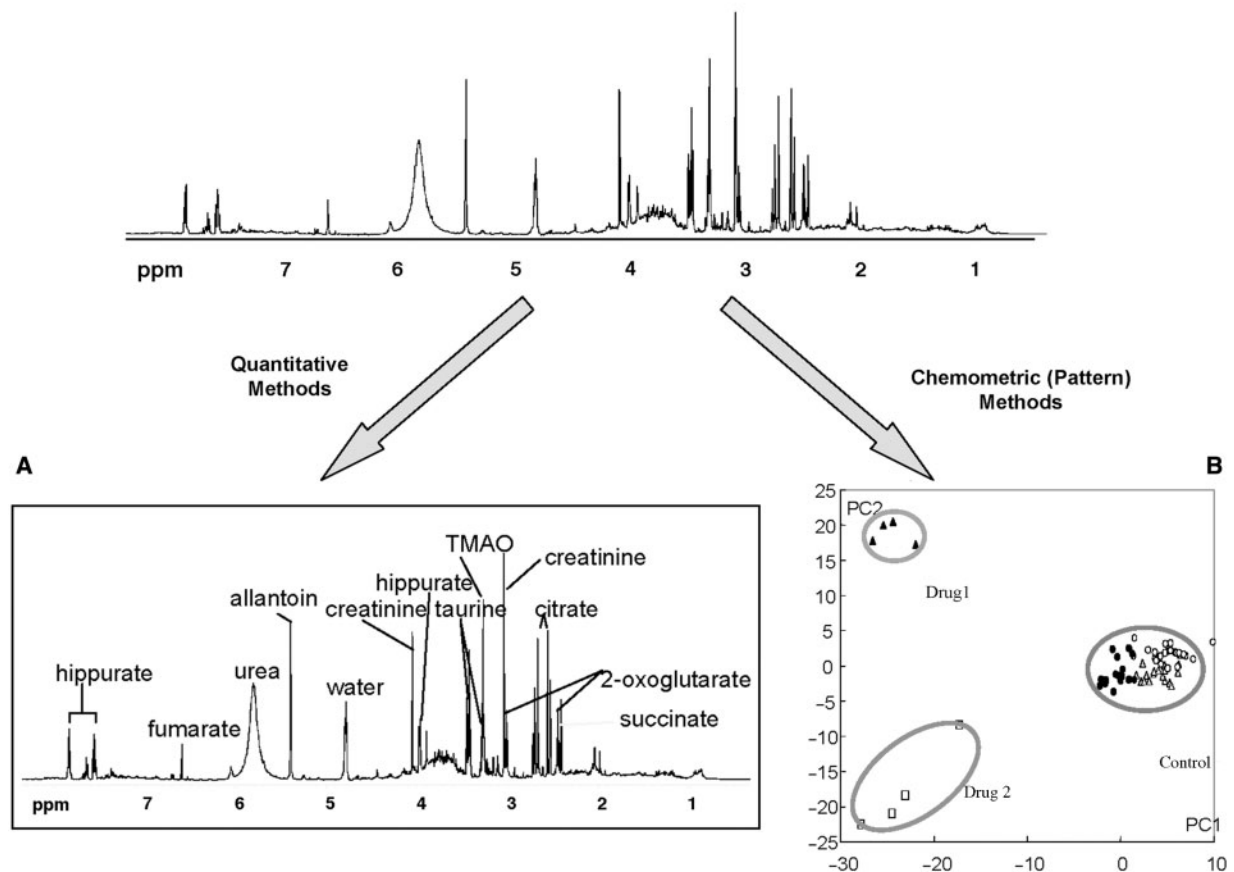 ppm 7 6 5 4 3 2 1
Quantitative
Methods
Chemometric (Pattern)
Methods
A
TMAO
creatinine
hippurate
allantoin
creatinine taurine
citrate
hippurate
urea
water
2-oxoglutarate
fumarate
succinate
ppm 7 6 5 4 3 2 1
B
25
PC2
20
15
10
Drug1
5
0
-5
-10
Control
-15
Drug 2
-20
PC1
-25
-30 -20 0 10